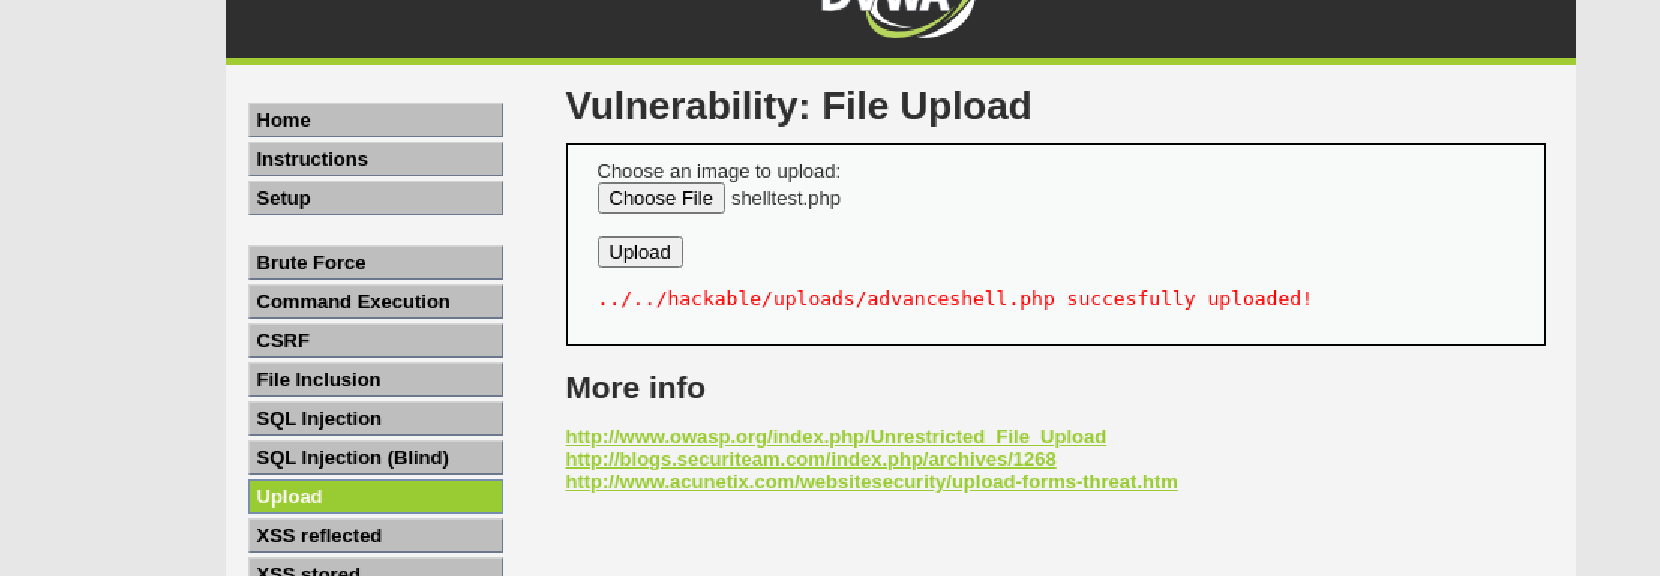 DVWA
Home
Instructions
Setup
Brute Force
Command Execution
CSRF
File Inclusion
SQL Injection
SQL Injection (Blind)
Upload
XSS reflected
XSS stored
Vulnerability: File Upload
Choose an image to upload:
Choose File shelltest.php
Upload
../../hackable/uploads/advanceshell.php succesfully uploaded!
More info
http://www.owasp.org/index.php/Unrestricted_File_Upload
http://blogs.securiteam.com/index.php/archives/1268
http://www.acunetix.com/websitesecurity/upload-forms-threat.htm